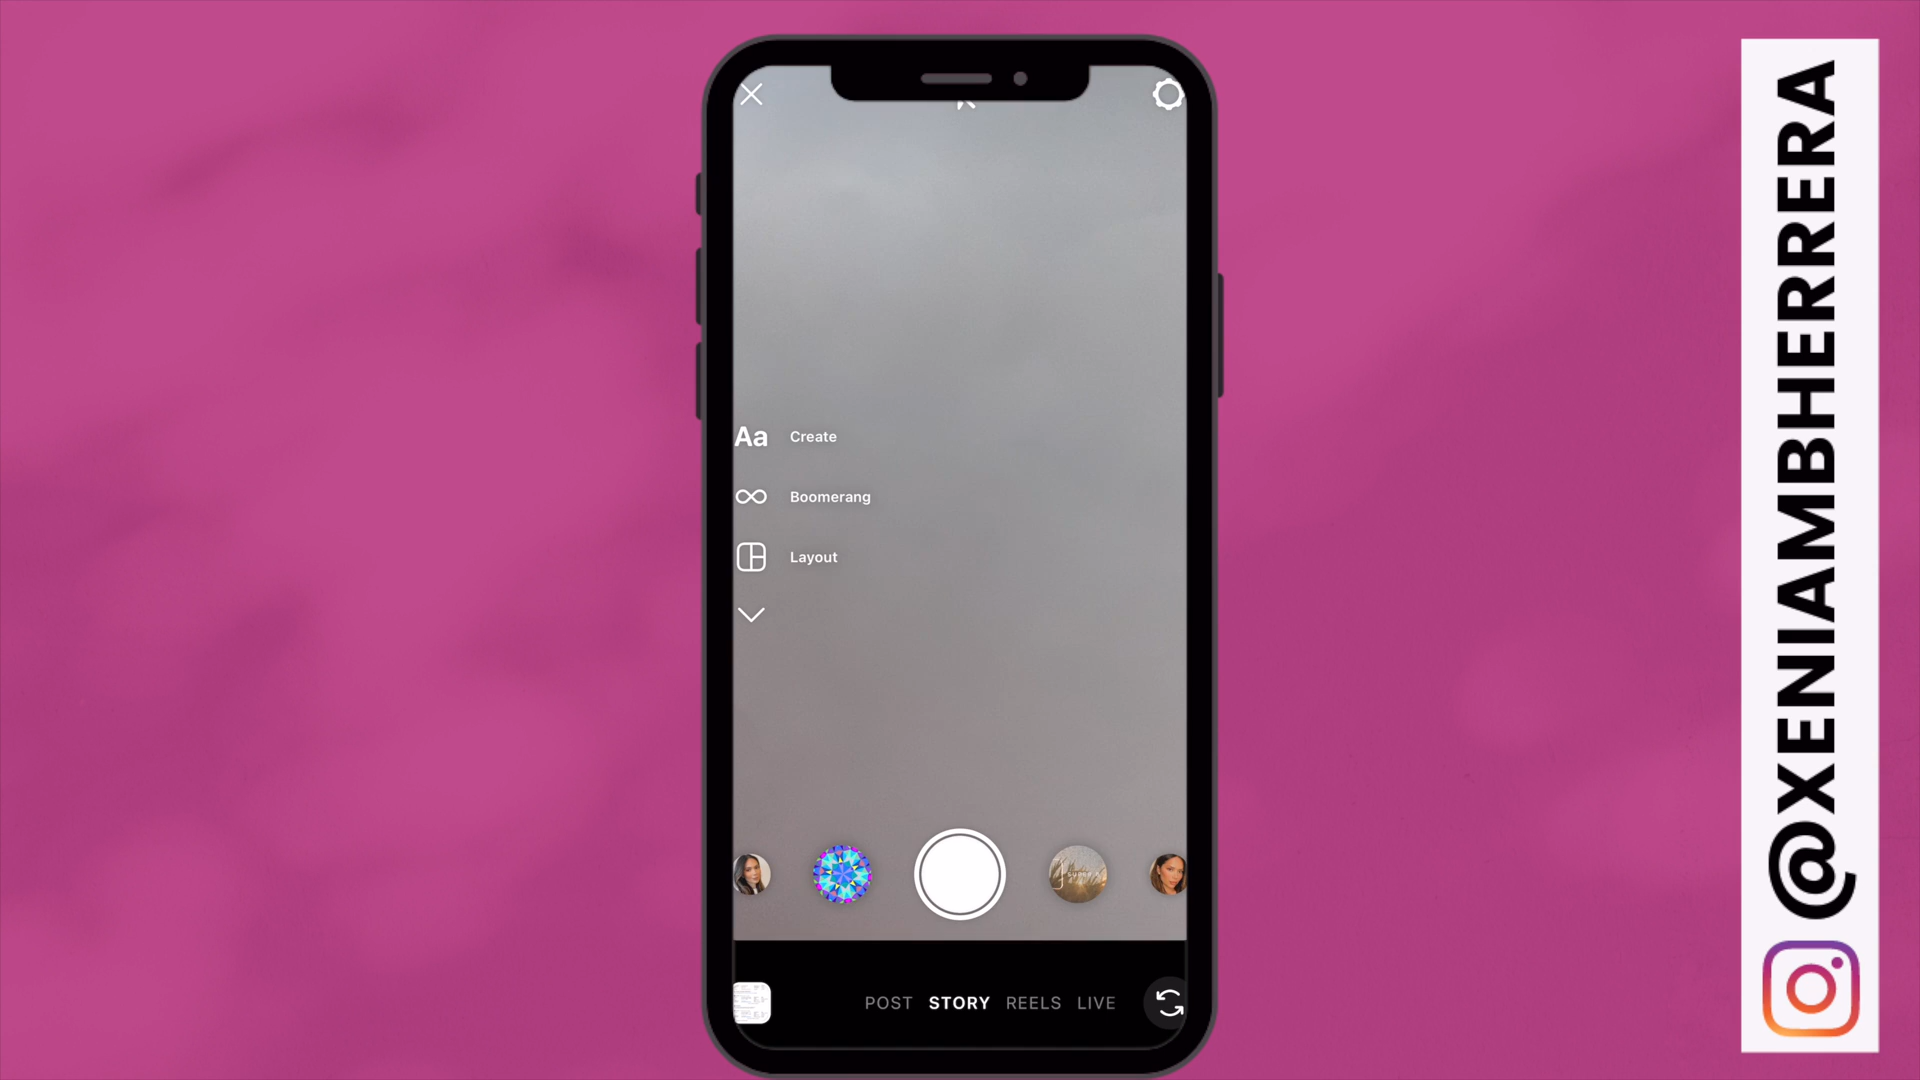 Aa Create
Boomerang
Layout
POST STORY REELS LIVE
@XENIAMBHERRERA